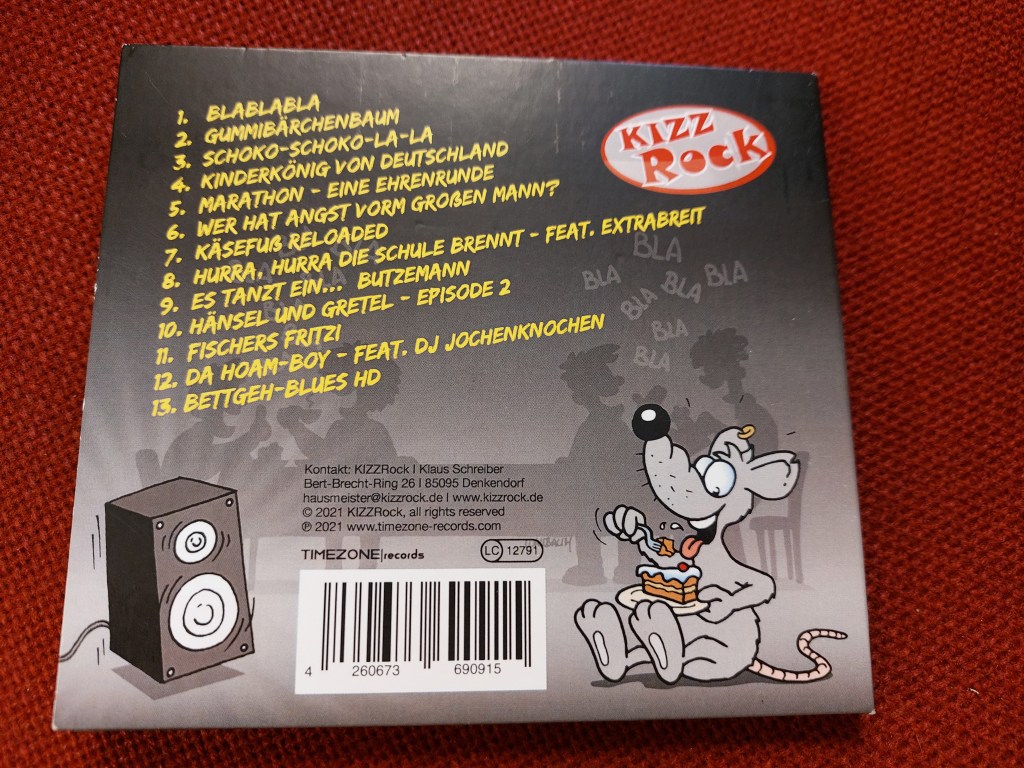 1. BLABLABLA
2. GUMMIBÄRCHENBAUM
3. SCHOKO-SCHOKO-LA-LA
4. KINDERKÖNIG VON DEUTSCHLAND
5. MARATHON - EINE EHRENRUNDE
6. WER HAT ANGST VORM GROßEN MANN?
7. KÄSEFUß RELOADED
8. HURRA, HURRA DIE SCHULE BRENNT - FEAT. EXTRABREIT
9. ES TANZT EIN... BUTZEMANN
10. HÄNSEL UND GRETEL - EPISODE 2
11. FISCHERS FRITZI
12. DA HOAM-BOY - FEAT. DJ JOCHENKNOCHEN
13. BETTGEH-BLUES HD
KIZZ
ROCK
BLA
BLA
BLA
BLA
BLA
BLA
BLA
Kontakt: KIZZRock | Klaus Schreiber
Bert-Brecht-Ring 26 | 85095 Denkendorf
hausmeister@kizzrock.de | www.kizzrock.de
© 2021 KIZZRock, all rights reserved
℗ 2021 www.timezone-records.com
TIMEZONE|records
LC 12791
4 260673 690915